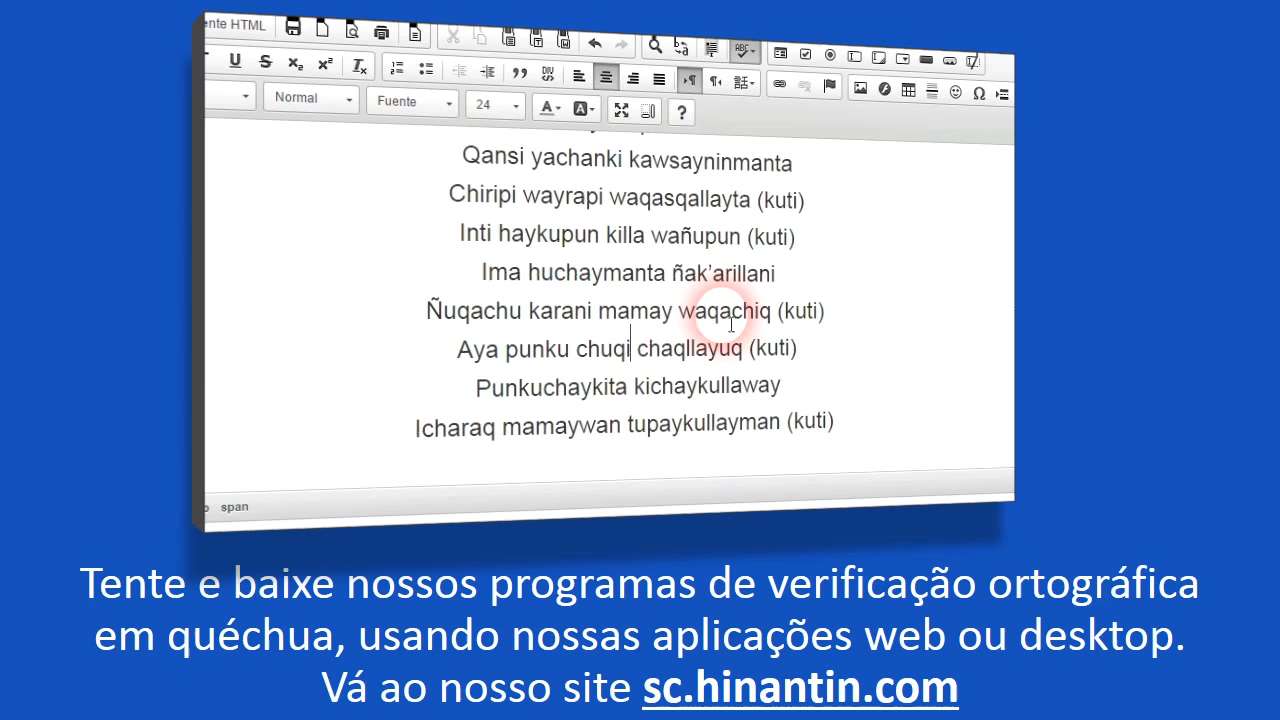 ente HTML
Normal
Fuente
24
Qansi yachanki kawsayninmanta
Chiripi wayrapi waqasqallayta (kuti)
Inti haykupun killa wañupun (kuti)
Ima huchaymanta ñak'arillani
Ñuqachu karani mamay waqachiq (kuti)
Aya punku chuqi chaqllayuq (kuti)
Punkuchaykita kichaykullaway
Icharaq mamaywan tupaykullayman (kuti)
span
Tente e baixe nossos programas de verificação ortográfica
em quéchua, usando nossas aplicações web ou desktop.
Vá ao nosso site sc.hinantin.com